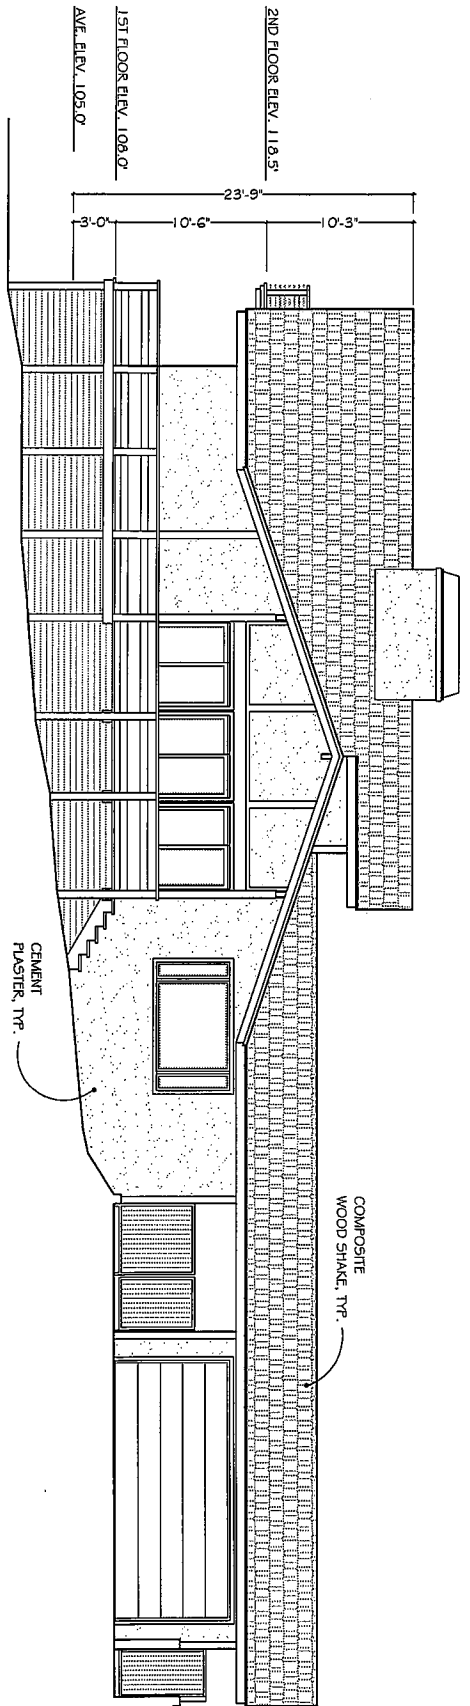 2ND FLOOR ELEV. 118.5'
1ST FLOOR ELEV. 108.0'
AVE. ELEV. 105.0'
23'-9"
10'-3"
10'-6"
3'-0"
COMPOSITE
WOOD SHAKE, TYP.
CEMENT
PLASTER, TYP.